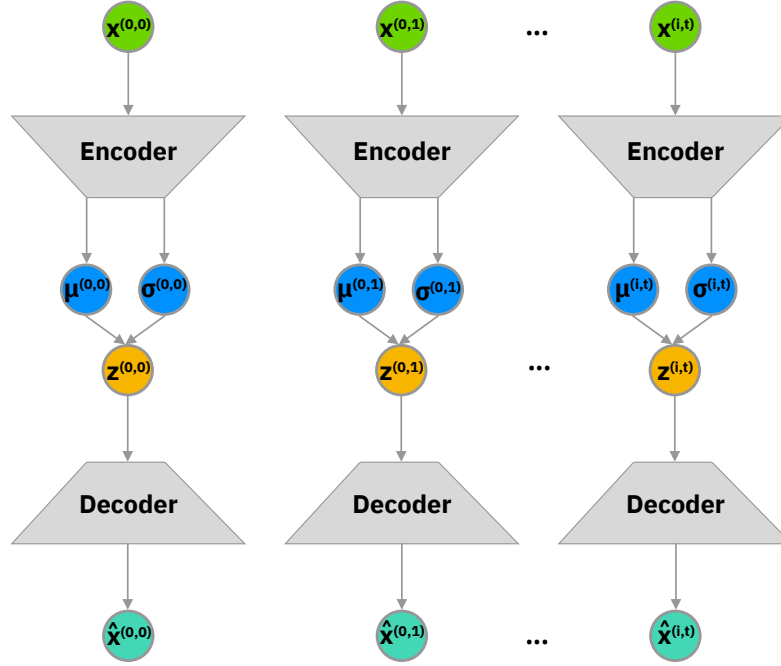 x^(0,0) x^(0,1) ... x^(i,t)
Encoder Encoder Encoder
μ^(0,0) σ^(0,0) μ^(0,1) σ^(0,1) μ^(i,t) σ^(i,t)
z^(0,0) z^(0,1) ... z^(i,t)
Decoder Decoder Decoder
x̂^(0,0) x̂^(0,1) ... x̂^(i,t)